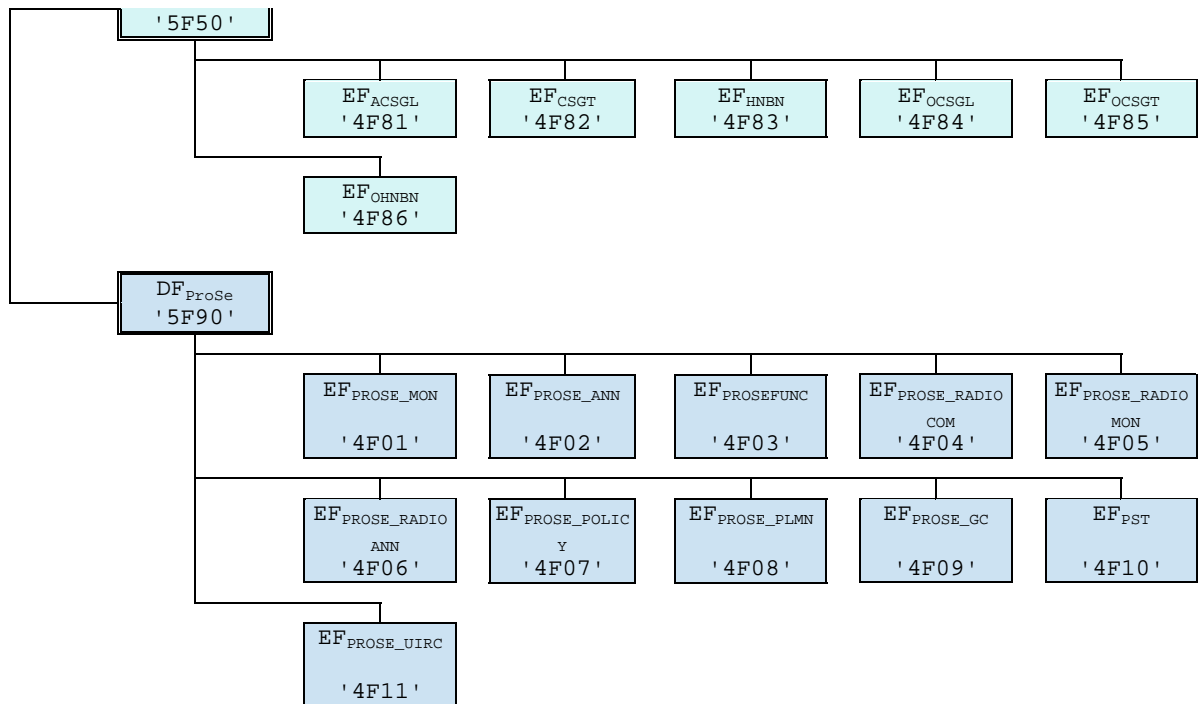 '5F50'
EFACSGL EFCSGT EFHNBN EFOCSGL EFOCSGT
'4F81' '4F82' '4F83' '4F84' '4F85'
EFOHNBN
'4F86'
DFProSe
'5F90'
EFPROSE_MON EFPROSE_ANN EFPROSEFUNC EFPROSE_RADIO EFPROSE_RADIO
COM MON
'4F01' '4F02' '4F03' '4F04' '4F05'
EFPROSE_RADIO EFPROSE_POLIC EFPROSE_PLMN EFPROSE_GC EFPST
ANN Y
'4F06' '4F07' '4F08' '4F09' '4F10'
EFPROSE_UIRC
'4F11'